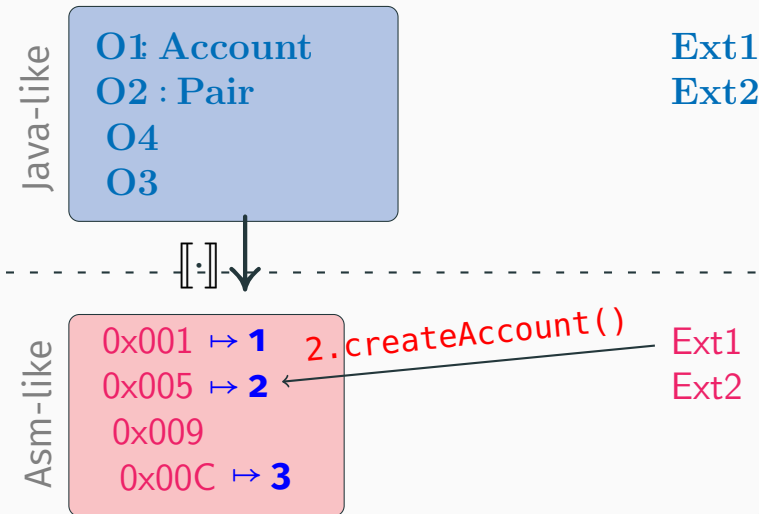 Java-like
O1: Account
O2 : Pair
O4
O3
Ext1
Ext2
⟦·⟧
Asm-like
0x001 ↦ 1
0x005 ↦ 2
0x009
0x00C ↦ 3
2.createAccount()
Ext1
Ext2